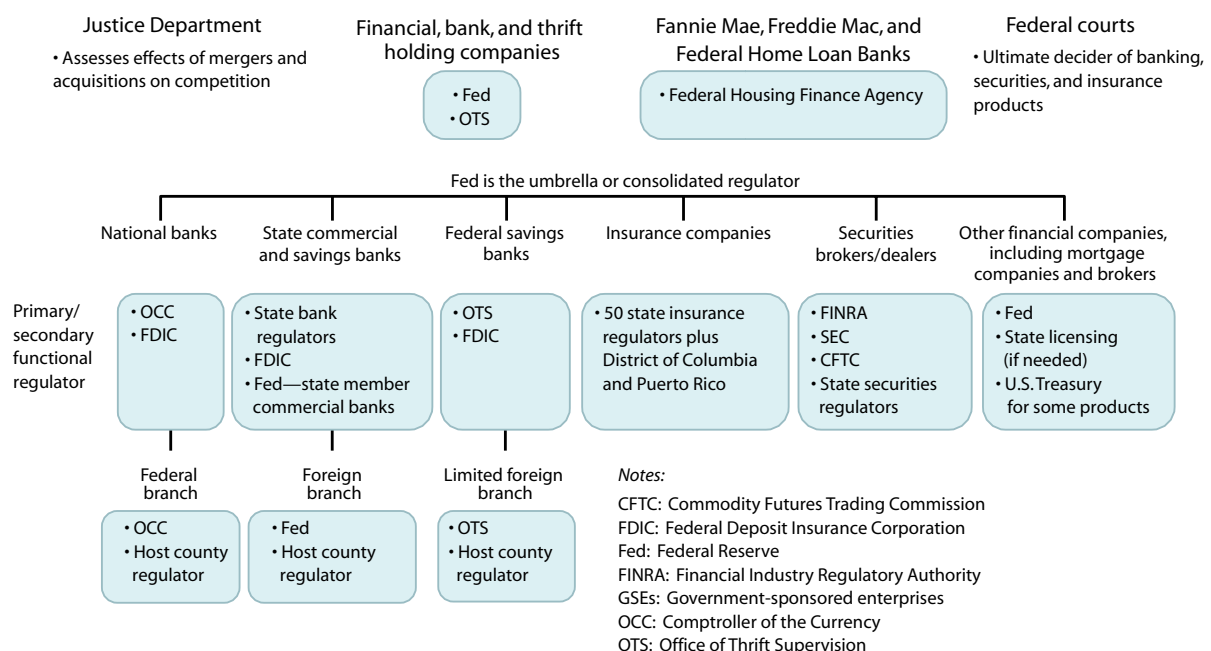 Justice Department
• Assesses effects of mergers and
acquisitions on competition
Financial, bank, and thrift
holding companies
• Fed
• OTS
Fannie Mae, Freddie Mac, and
Federal Home Loan Banks
• Federal Housing Finance Agency
Federal courts
• Ultimate decider of banking,
securities, and insurance
products
Fed is the umbrella or consolidated regulator
National banks
State commercial
and savings banks
Federal savings
banks
Insurance companies
Securities
brokers/dealers
Other financial companies,
including mortgage
companies and brokers
Primary/
secondary
functional
regulator
• OCC
• FDIC
• State bank
regulators
• FDIC
• Fed—state member
commercial banks
• OTS
• FDIC
• 50 state insurance
regulators plus
District of Columbia
and Puerto Rico
• FINRA
• SEC
• CFTC
• State securities
regulators
• Fed
• State licensing
(if needed)
• U.S. Treasury
for some products
Federal
branch
• OCC
• Host county
regulator
Foreign
branch
• Fed
• Host county
regulator
Limited foreign
branch
• OTS
• Host county
regulator
Notes:
CFTC: Commodity Futures Trading Commission
FDIC: Federal Deposit Insurance Corporation
Fed: Federal Reserve
FINRA: Financial Industry Regulatory Authority
GSEs: Government-sponsored enterprises
OCC: Comptroller of the Currency
OTS: Office of Thrift Supervision